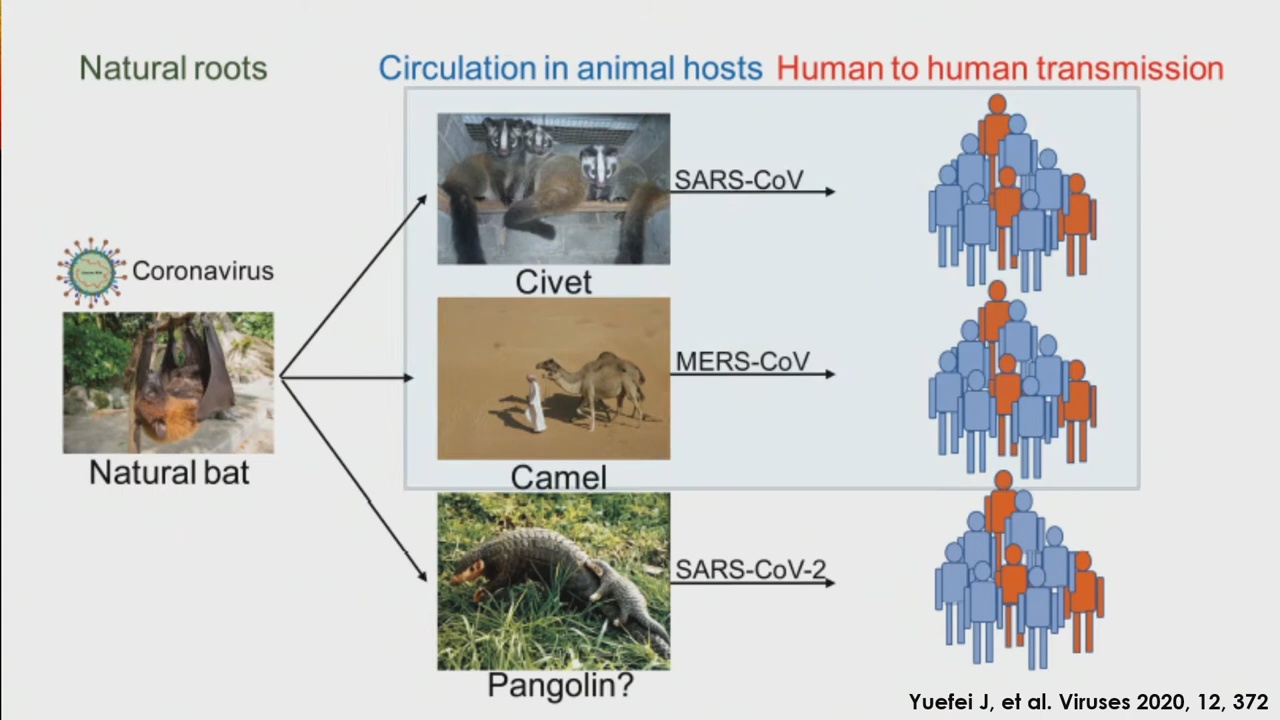 Natural roots
Circulation in animal hosts
Human to human transmission
Coronavirus
Natural bat
SARS-CoV
Civet
MERS-CoV
Camel
SARS-CoV-2
Pangolin?
Yuefei J, et al. Viruses 2020, 12, 372